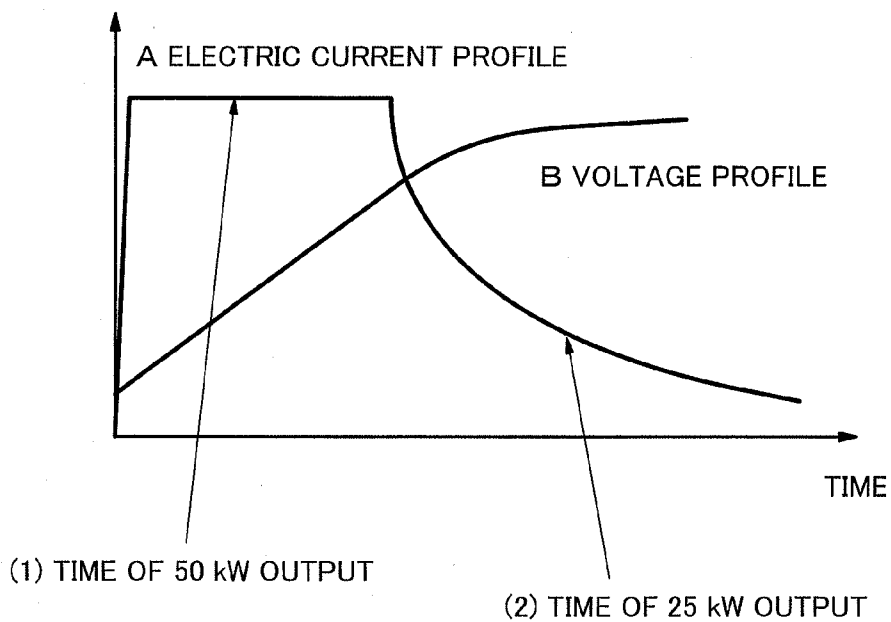 A ELECTRIC CURRENT PROFILE
B VOLTAGE PROFILE
TIME
(1) TIME OF 50 kW OUTPUT
(2) TIME OF 25 kW OUTPUT